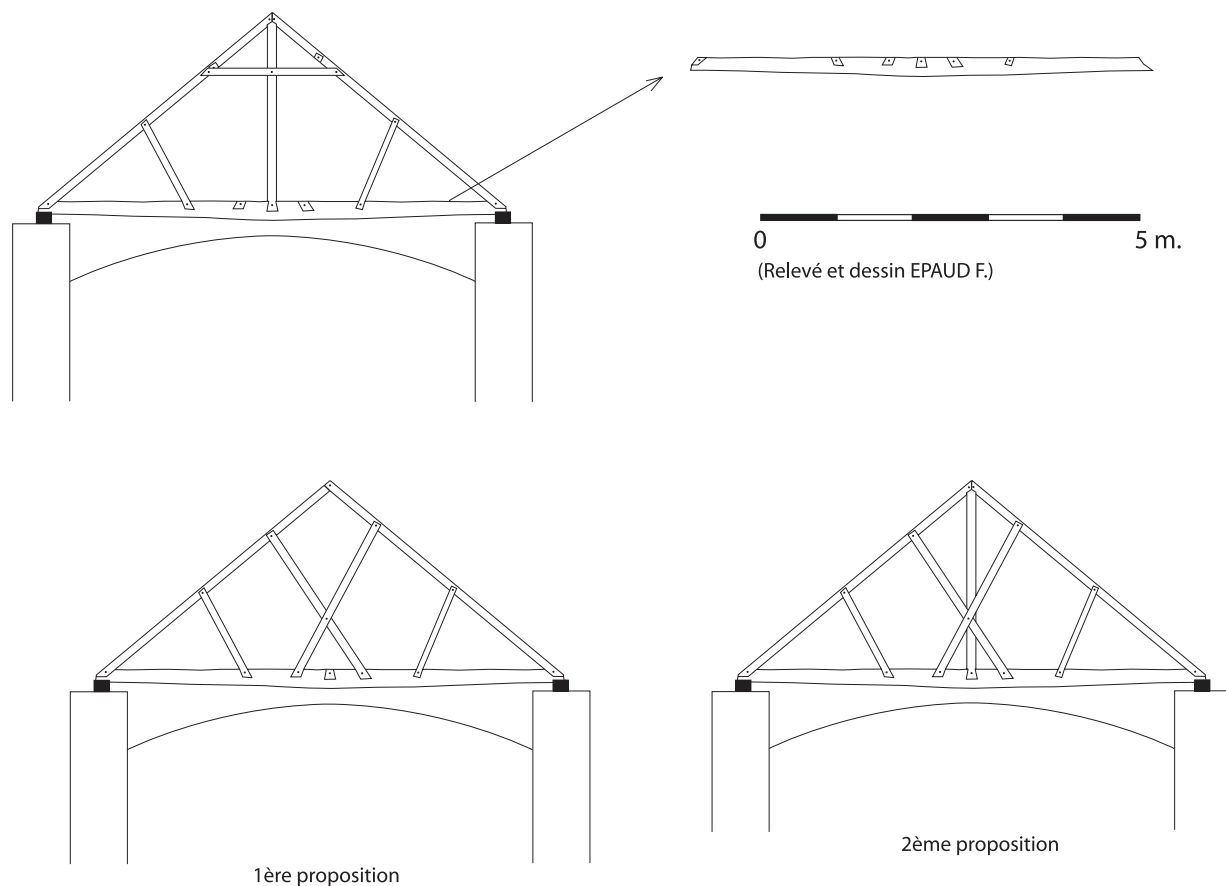 0 5 m.
(Relevé et dessin EPAUD F.)
1ère proposition
2ème proposition